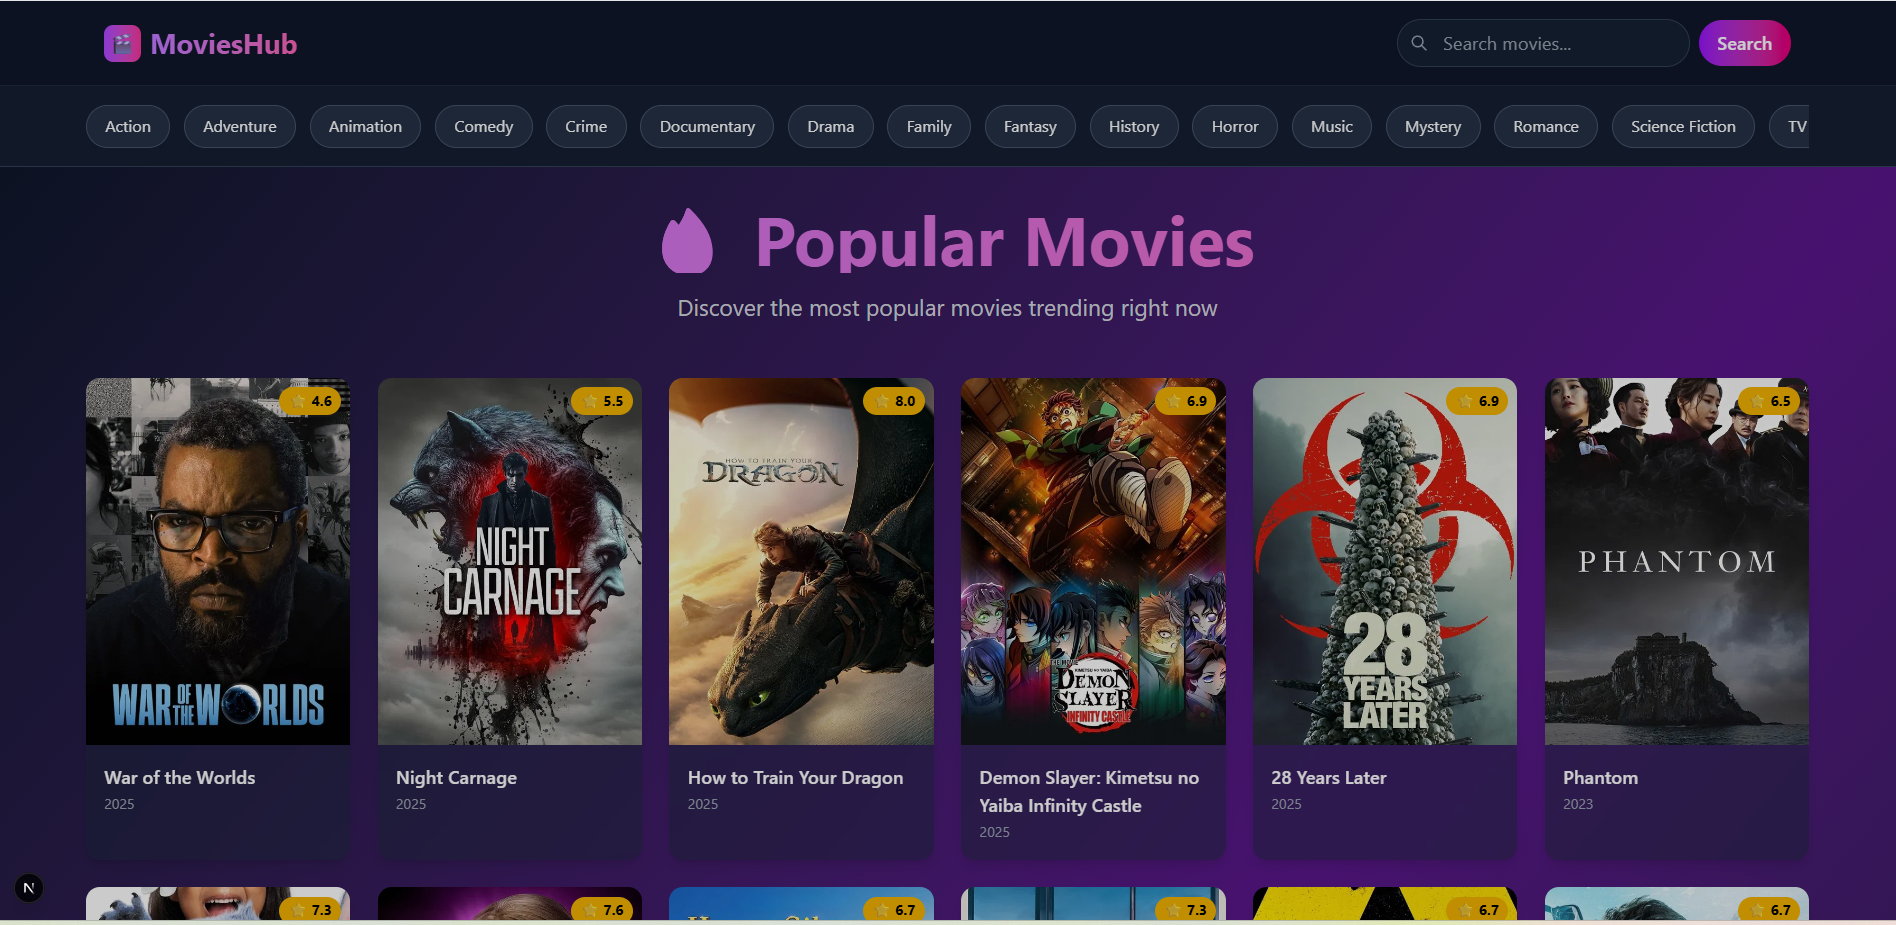 MoviesHub
Search movies...
Search
Action
Adventure
Animation
Comedy
Crime
Documentary
Drama
Family
Fantasy
History
Horror
Music
Mystery
Romance
Science Fiction
TV
Popular Movies
Discover the most popular movies trending right now
4.6
WAR OF THE WORLDS
War of the Worlds
2025
5.5
NIGHT
CARNAGE
Night Carnage
2025
8.0
HOW TO TRAIN YOUR
DRAGON
How to Train Your Dragon
2025
6.9
THE MOVIE
KIMETSU NO YAIBA
DEMON
SLAYER
INFINITY CASTLE
Demon Slayer: Kimetsu no
Yaiba Infinity Castle
2025
6.9
28
YEARS
LATER
28 Years Later
2025
6.5
PHANTOM
Phantom
2023
N
7.3
7.6
6.7
7.3
6.7
6.7